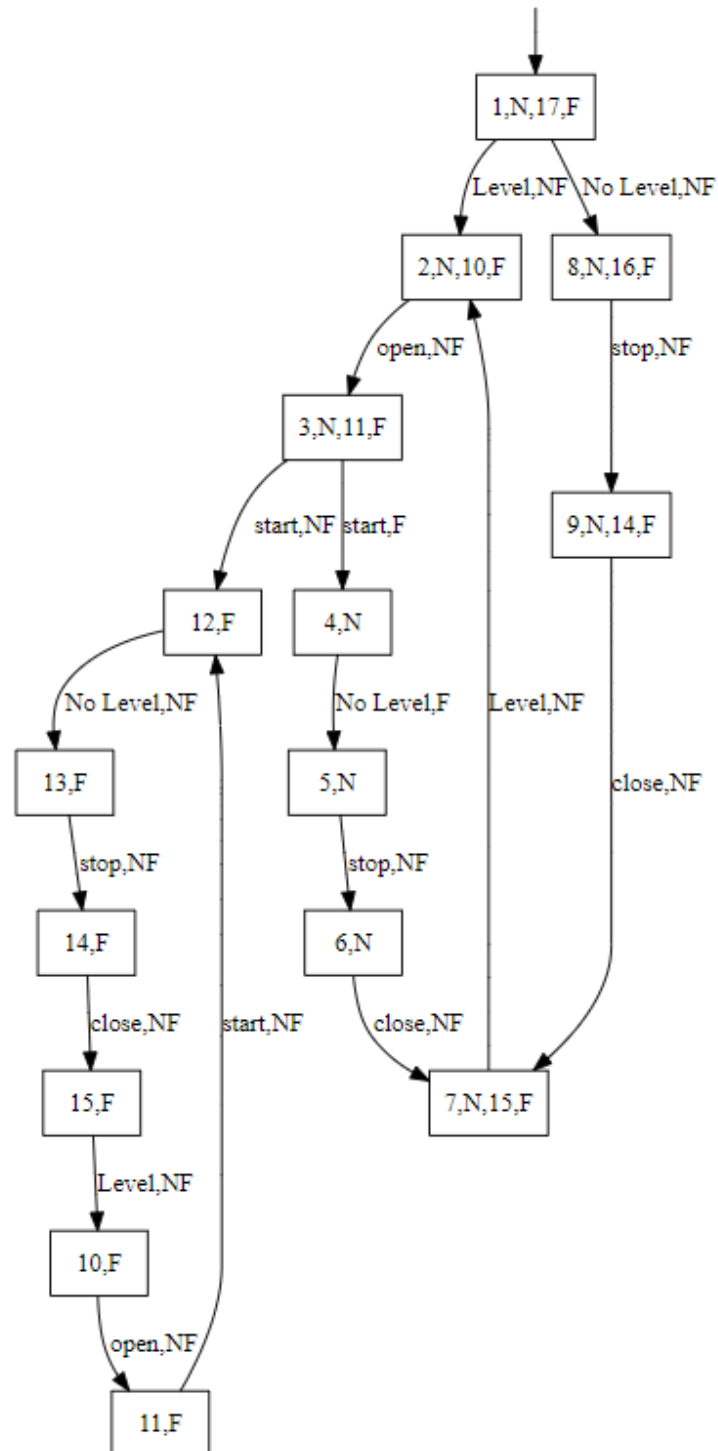 1,N,17,F
Level,NF
No Level,NF
2,N,10,F
8,N,16,F
open,NF
stop,NF
3,N,11,F
9,N,14,F
start,NF
start,F
12,F
4,N
No Level,NF
No Level,F
Level,NF
13,F
5,N
close,NF
stop,NF
stop,NF
14,F
6,N
close,NF
start,NF
close,NF
15,F
7,N,15,F
Level,NF
10,F
open,NF
11,F